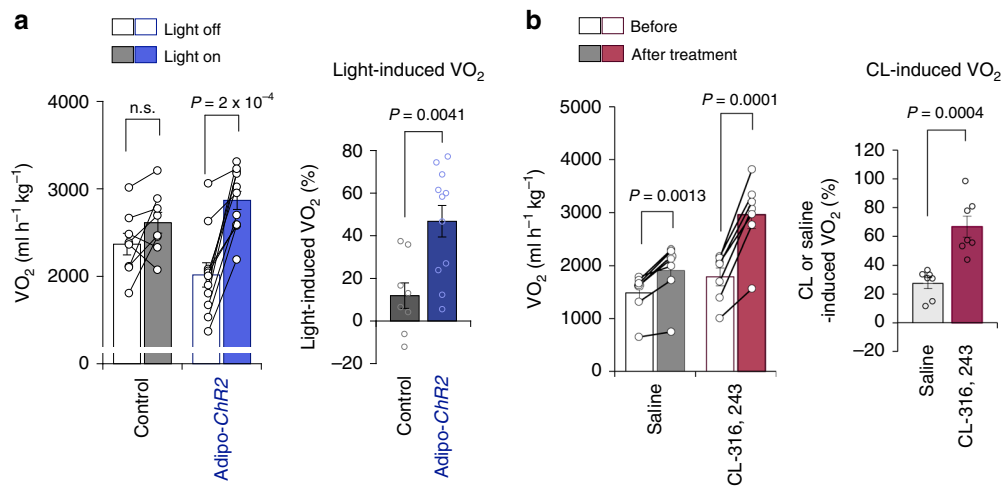 a
Light off
Light on
4000
3000
2000
0
VO₂ (ml h⁻¹ kg⁻¹)
n.s.
P = 2 x 10⁻⁴
Control
Adipo-ChR2
Light-induced VO₂
P = 0.0041
80
60
40
20
0
−20
Light-induced VO₂ (%)
Control
Adipo-ChR2
b
Before
After treatment
5000
4000
3000
2000
1000
0
VO₂ (ml h⁻¹ kg⁻¹)
P = 0.0013
P = 0.0001
Saline
CL-316, 243
CL-induced VO₂
P = 0.0004
120
100
80
60
40
20
0
−20
CL or saline
-induced VO₂ (%)
Saline
CL-316, 243